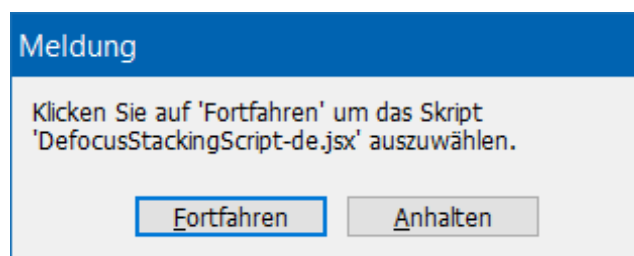 Meldung
Klicken Sie auf 'Fortfahren' um das Skript
'DefocusStackingScript-de.jsx' auszuwählen.
Fortfahren Anhalten